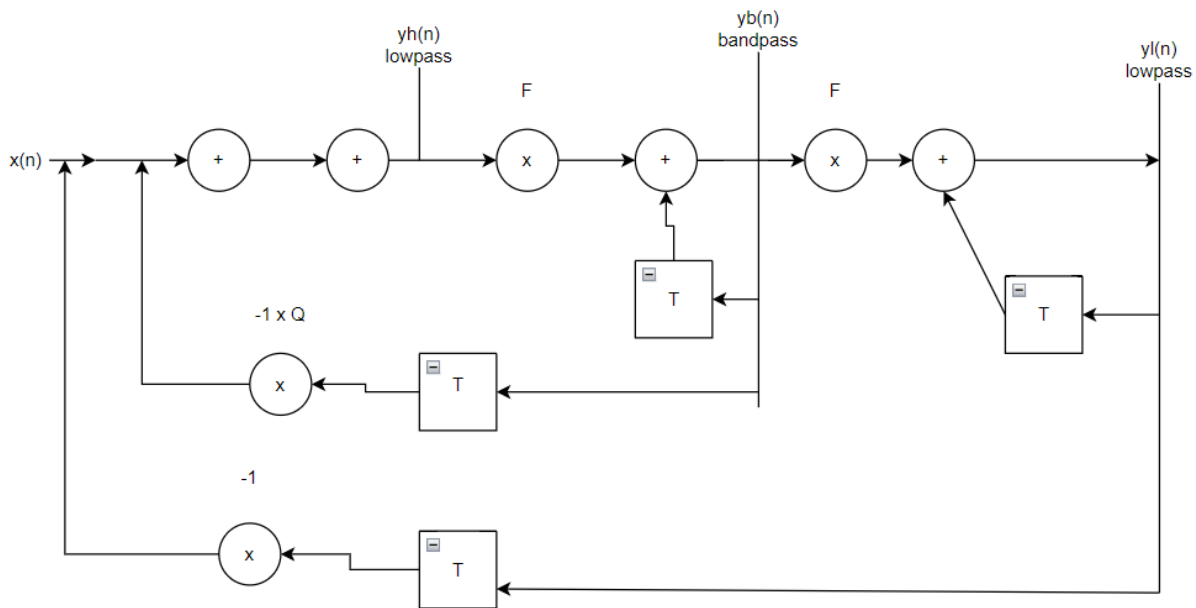 yh(n)
lowpass
yb(n)
bandpass
yl(n)
lowpass
F
F
x(n)
+
+
x
+
x
+
T
T
-1 x Q
x
T
-1
x
T